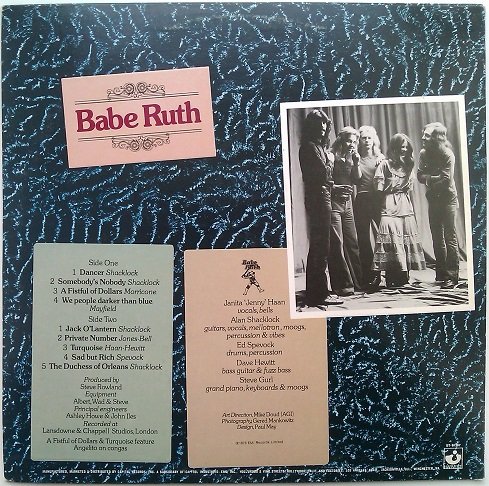 Babe Ruth
Side One
1 Dancer Shacklock
2 Somebody's Nobody Shacklock
3 A Fistful of Dollars Morricone
4 We people darker than blue
Mayfield
Side Two
1 Jack O'Lantern Shacklock
2 Private Number Jones-Bell
3 Turquoise Haan-Hewitt
4 Sad but Rich Spevock
5 The Duchess of Orleans Shacklock
Produced by
Steve Rowland
Equipment
Albert, Wad & Steve
Principal engineers
Ashley Howe & John Iles
Recorded at
Lansdowne & Chappell Studios, London
A Fistful of Dollars & Turquoise feature
Angelito on congas
Babe
Ruth
Janita 'Jenny' Haan
vocals, bells
Alan Shacklock
guitars, vocals, mellotron, moogs,
percussion & vibes
Ed Spevock
drums, percussion
Dave Hewitt
bass guitar & fuzz bass
Steve Gurl
grand piano, keyboards & moogs
Art Direction, Mike Doud (AGI)
Photography Gered Mankowitz
Design, Paul May